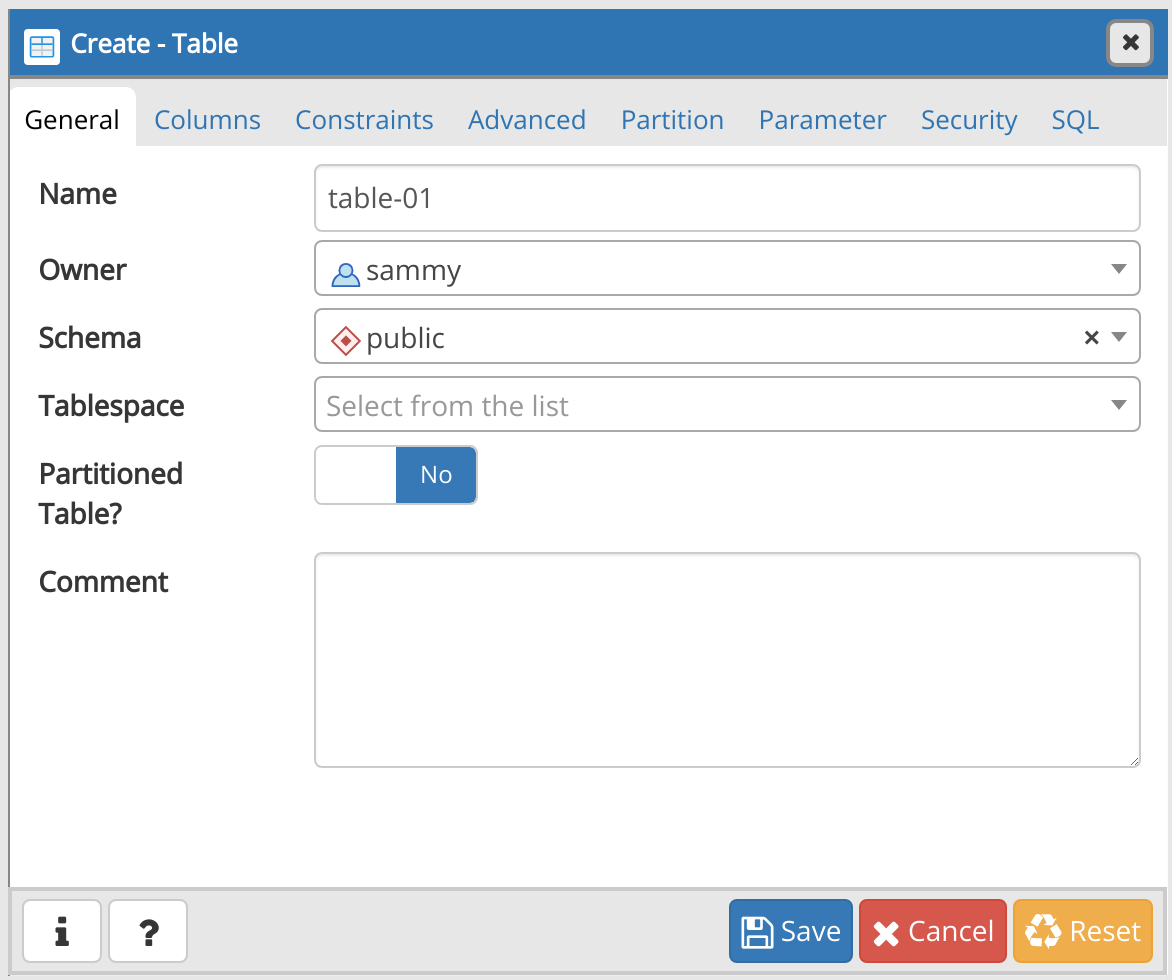 Create - Table
General Columns Constraints Advanced Partition Parameter Security SQL
Name table-01
Owner sammy
Schema public
Tablespace Select from the list
Partitioned No
Table?
Comment
i ? Save Cancel Reset